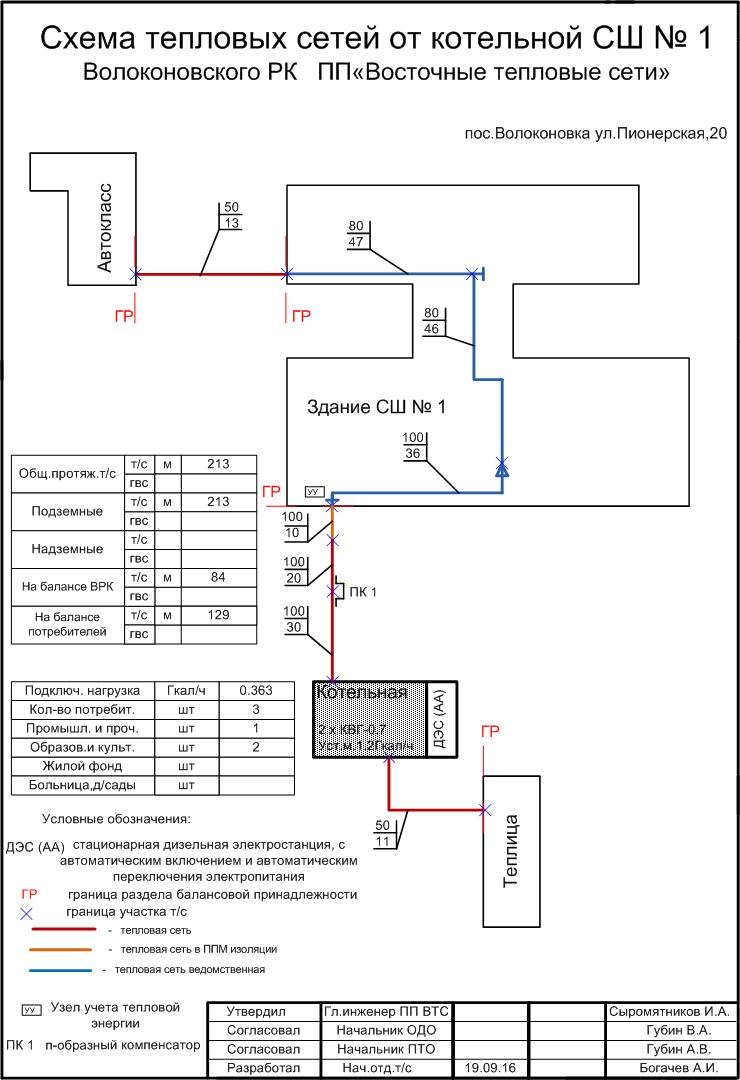 Схема тепловых сетей от котельной СШ № 1
Волоконовского РК ПП«Восточные тепловые сети»
пос.Волоконовка ул.Пионерская,20
Автокласс
50
13
ГР
ГР
80
47
80
46
Здание СШ № 1
100
36
ГР
УУ
100
10
100
20
ПК 1
100
30
Общ.протяж.т/с т/с м 213
гвс
Подземные т/с м 213
гвс
Надземные т/с
гвс
На балансе ВРК т/с м 84
гвс
На балансе потребителей т/с м 129
гвс
Котельная
2 х КВГ-0.7
Уст.м.1.2Гкал/ч
ДЭС (АА)
ГР
50
11
Теплица
Подключ. нагрузка Гкал/ч 0.363
Кол-во потребит. шт 3
Промышл. и проч. шт 1
Образов.и культ. шт 2
Жилой фонд шт
Больница,д/сады шт
Условные обозначения:
ДЭС (АА) стационарная дизельная электростанция, с
автоматическим включением и автоматическим
переключения электропитания
ГР граница раздела балансовой принадлежности
граница участка т/с
- тепловая сеть
- тепловая сеть в ППМ изоляции
- тепловая сеть ведомственная
УУ Узел учета тепловой
энергии
ПК 1 п-образный компенсатор
Утвердил Гл.инженер ПП ВТС Сыромятников И.А.
Согласовал Начальник ОДО Губин В.А.
Согласовал Начальник ПТО Губин А.В.
Разработал Нач.отд.т/с 19.09.16 Богачев А.И.